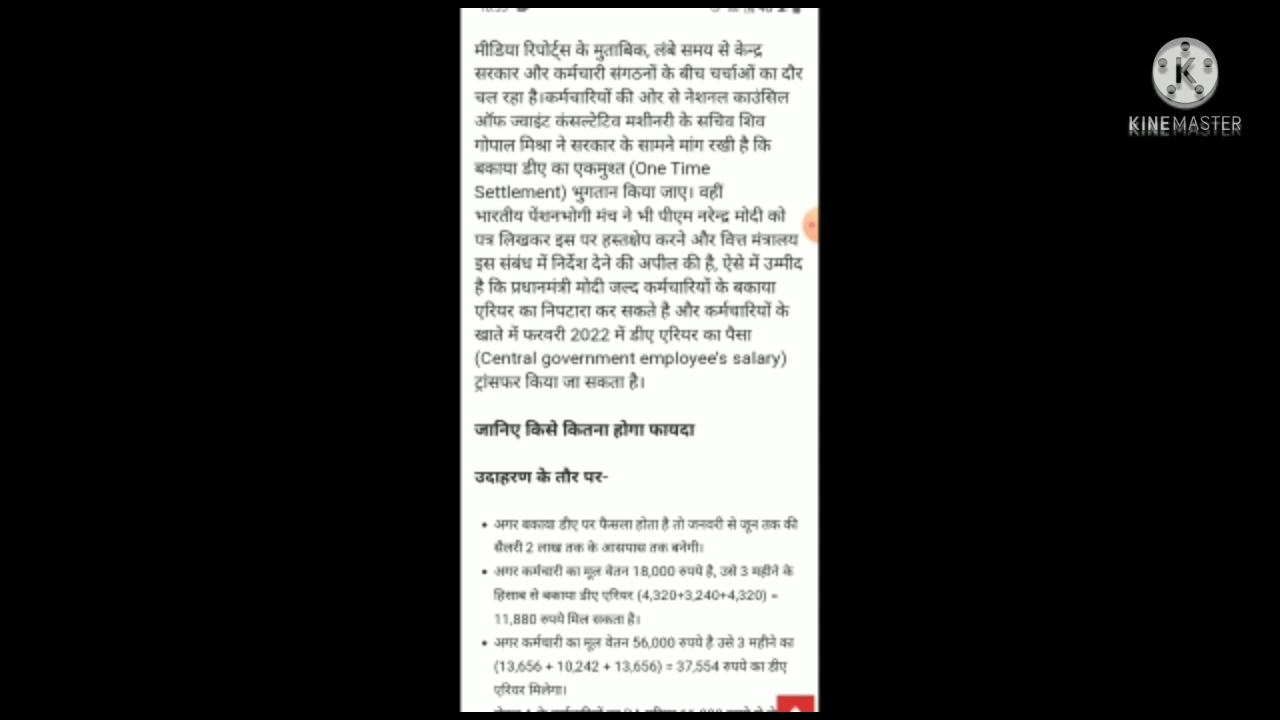 मीडिया रिपोर्ट्स के मुताबिक, लंबे समय से केन्द्र
सरकार और कर्मचारी संगठनों के बीच चर्चाओं का दौर
चल रहा है।कर्मचारियों की ओर से नेशनल काउंसिल
ऑफ ज्वाइंट कंसल्टेटिव मशीनरी के सचिव शिव
गोपाल मिश्रा ने सरकार के सामने मांग रखी है कि
बकाया डीए का एकमुश्त (One Time
Settlement) भुगतान किया जाए। वहीं
भारतीय पेंशनभोगी मंच ने भी पीएम नरेन्द्र मोदी को
पत्र लिखकर इस पर हस्तक्षेप करने और वित्त मंत्रालय
इस संबंध में निर्देश देने की अपील की है, ऐसे में उम्मीद
है कि प्रधानमंत्री मोदी जल्द कर्मचारियों के बकाया
एरियर का निपटारा कर सकते है और कर्मचारियों के
खाते में फरवरी 2022 में डीए एरियर का पैसा
(Central government employee's salary)
ट्रांसफर किया जा सकता है।
जानिए किसे कितना होगा फायदा
उदाहरण के तौर पर-
• अगर बकाया डीए पर फैसला होता है तो जनवरी से जून तक की
सैलरी 2 लाख तक के आसपास तक बनेगी।
• अगर कर्मचारी का मूल वेतन 18,000 रुपये है, उसे 3 महीने के
हिसाब से बकाया डीए एरियर (4,320+3,240+4,320) =
11,880 रुपये मिल सकता है।
• अगर कर्मचारी का मूल वेतन 56,000 रुपये है उसे 3 महीने का
(13,656 + 10,242 + 13,656) = 37,554 रुपये का डीए
एरियर मिलेगा।
K
KINEMASTER